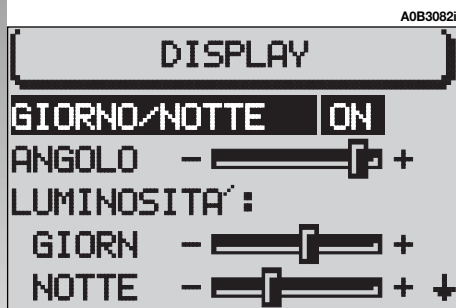 A0B3082i
DISPLAY
GIORNO/NOTTE ON
ANGOLO - +
LUMINOSITA´:
GIORN - +
NOTTE - +